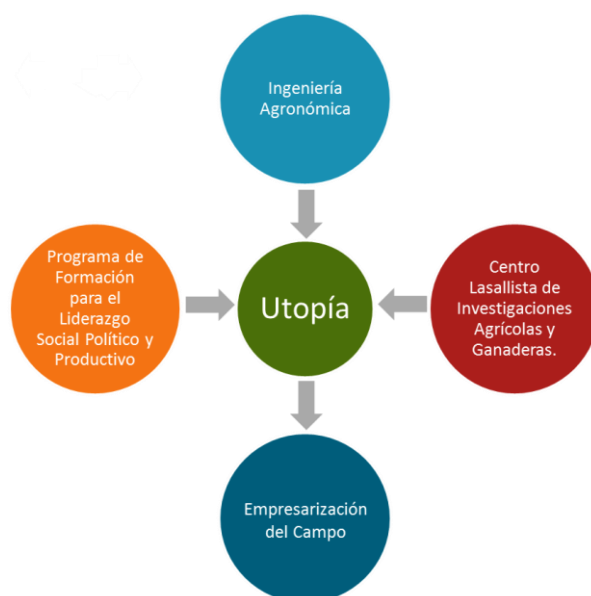 Ingeniería
Agronómica
Programa de
Formación
para el
Liderazgo
Social Político y
Productivo
Utopía
Centro
Lasallista de
Investigaciones
Agrícolas y
Ganaderas.
Empresarización
del Campo